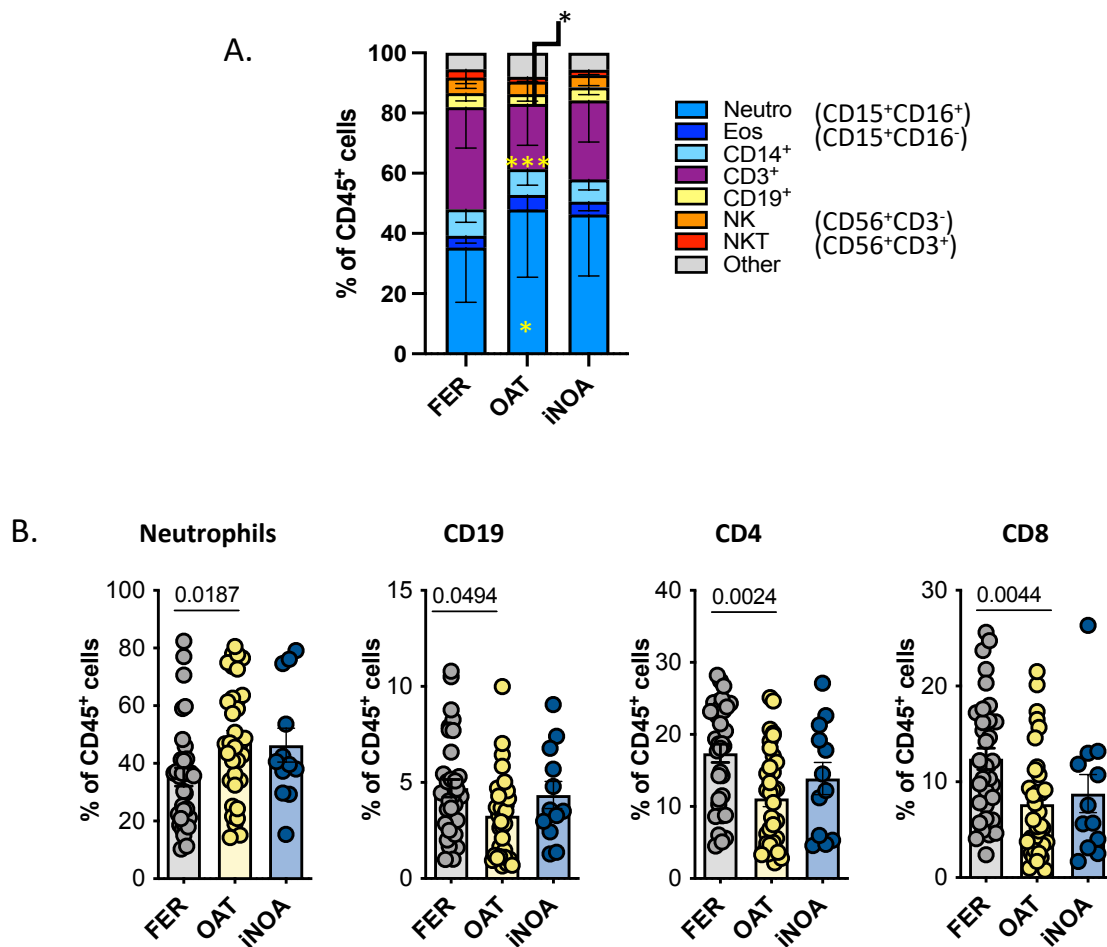 A.
*
% of CD45⁺ cells
100
80
60
40
20
0
***
*
FER
OAT
iNOA
Neutro (CD15⁺CD16⁺)
Eos (CD15⁺CD16⁻)
CD14⁺
CD3⁺
CD19⁺
NK (CD56⁺CD3⁻)
NKT (CD56⁺CD3⁺)
Other
B.
Neutrophils
% of CD45⁺ cells
100
80
60
40
20
0
0.0187
FER
OAT
iNOA
CD19
% of CD45⁺ cells
15
10
5
0
0.0494
FER
OAT
iNOA
CD4
% of CD45⁺ cells
40
30
20
10
0
0.0024
FER
OAT
iNOA
CD8
% of CD45⁺ cells
30
20
10
0
0.0044
FER
OAT
iNOA